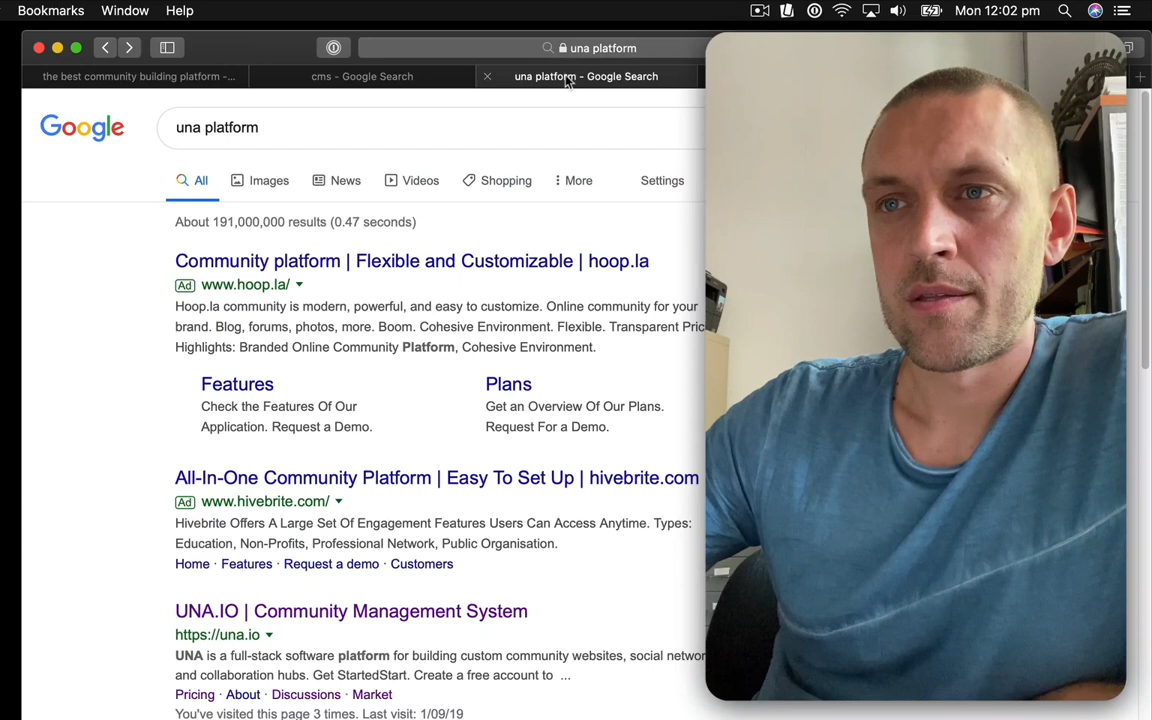 Bookmarks Window Help Mon 12:02 pm
una platform
the best community building platform -... cms - Google Search una platform - Google Search
Google una platform
All Images News Videos Shopping More Settings
About 191,000,000 results (0.47 seconds)
Community platform | Flexible and Customizable | hoop.la
Ad www.hoop.la/
Hoop.la community is modern, powerful, and easy to customize. Online community for your
brand. Blog, forums, photos, more. Boom. Cohesive Environment. Flexible. Transparent Pric
Highlights: Branded Online Community Platform, Cohesive Environment.
Features Plans
Check the Features Of Our Get an Overview Of Our Plans.
Application. Request a Demo. Request For a Demo.
All-In-One Community Platform | Easy To Set Up | hivebrite.com
Ad www.hivebrite.com/
Hivebrite Offers A Large Set Of Engagement Features Users Can Access Anytime. Types:
Education, Non-Profits, Professional Network, Public Organisation.
Home · Features · Request a demo · Customers
UNA.IO | Community Management System
https://una.io
UNA is a full-stack software platform for building custom community websites, social networ
and collaboration hubs. Get StartedStart. Create a free account to ...
Pricing · About · Discussions · Market
You've visited this page 3 times. Last visit: 1/09/19